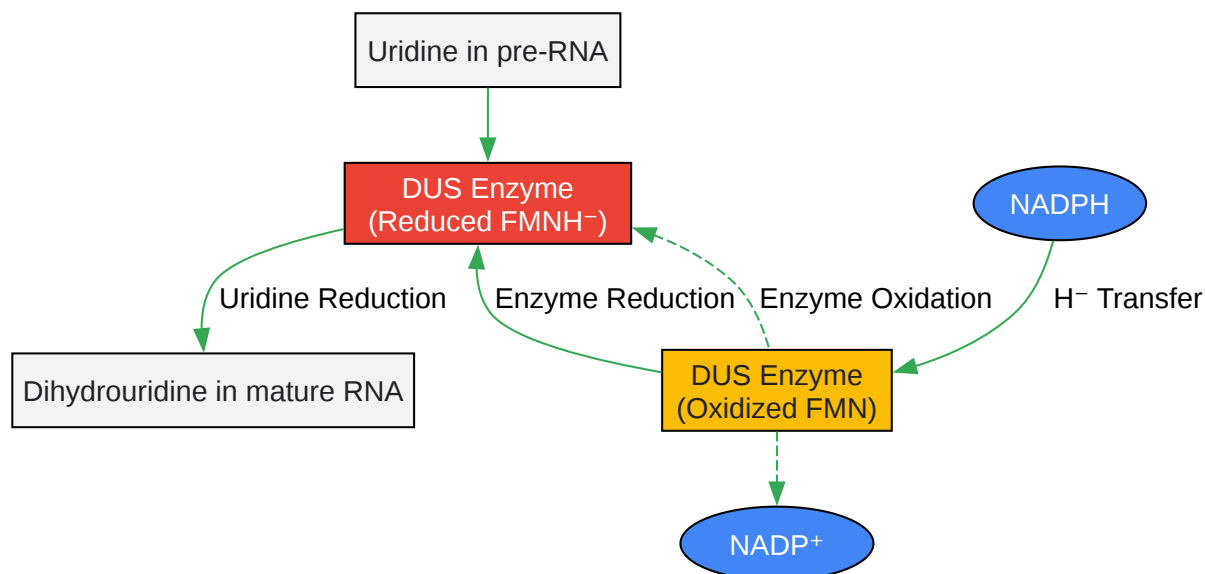 Uridine in pre-RNA
DUS Enzyme
(Reduced FMNH⁻)
NADPH
Uridine Reduction
Enzyme Reduction
Enzyme Oxidation
H⁻ Transfer
Dihydrouridine in mature RNA
DUS Enzyme
(Oxidized FMN)
NADP⁺